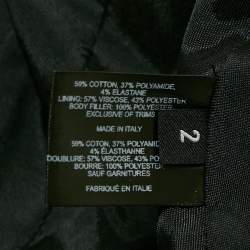 59% COTTON, 37% POLYAMIDE,
4% ELASTANE
LINING: 57% VISCOSE, 43% POLYESTER
BODY FILLER: 100% POLYESTER
EXCLUSIVE OF TRIMS
MADE IN ITALY
59% COTTON, 37% POLYAMIDE
4% ELASTHANNE
DOUBLURE: 57% VISCOSE, 43% POLYESTER
BOURRE: 100% POLYESTER
SAUF GARNITURES
FABRIQUÉ EN ITALIE
2